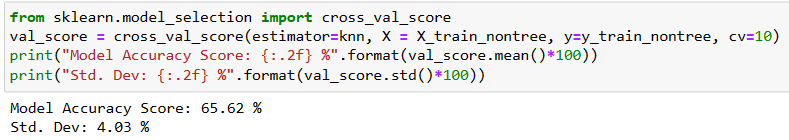 from sklearn.model_selection import cross_val_score
val_score = cross_val_score(estimator=knn, X = X_train_nontree, y=y_train_nontree, cv=10)
print("Model Accuracy Score: {:.2f} %".format(val_score.mean()*100))
print("Std. Dev: {:.2f} %".format(val_score.std()*100))
Model Accuracy Score: 65.62 %
Std. Dev: 4.03 %